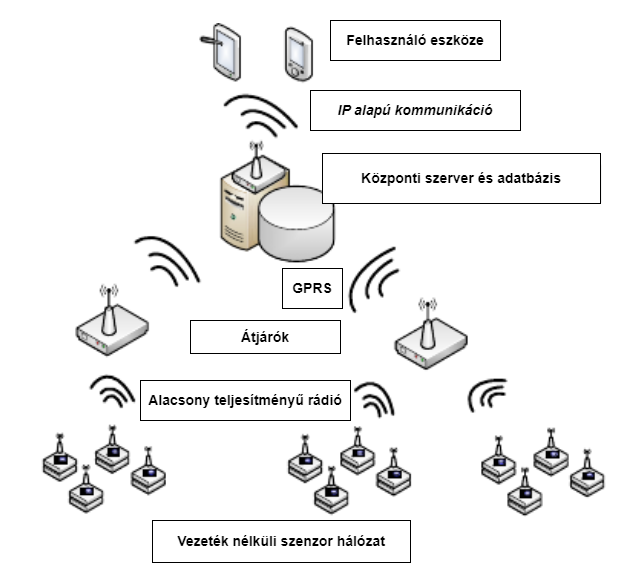 Felhasználó eszköze
IP alapú kommunikáció
Központi szerver és adatbázis
GPRS
Átjárók
Alacsony teljesítményű rádió
Vezeték nélküli szenzor hálózat